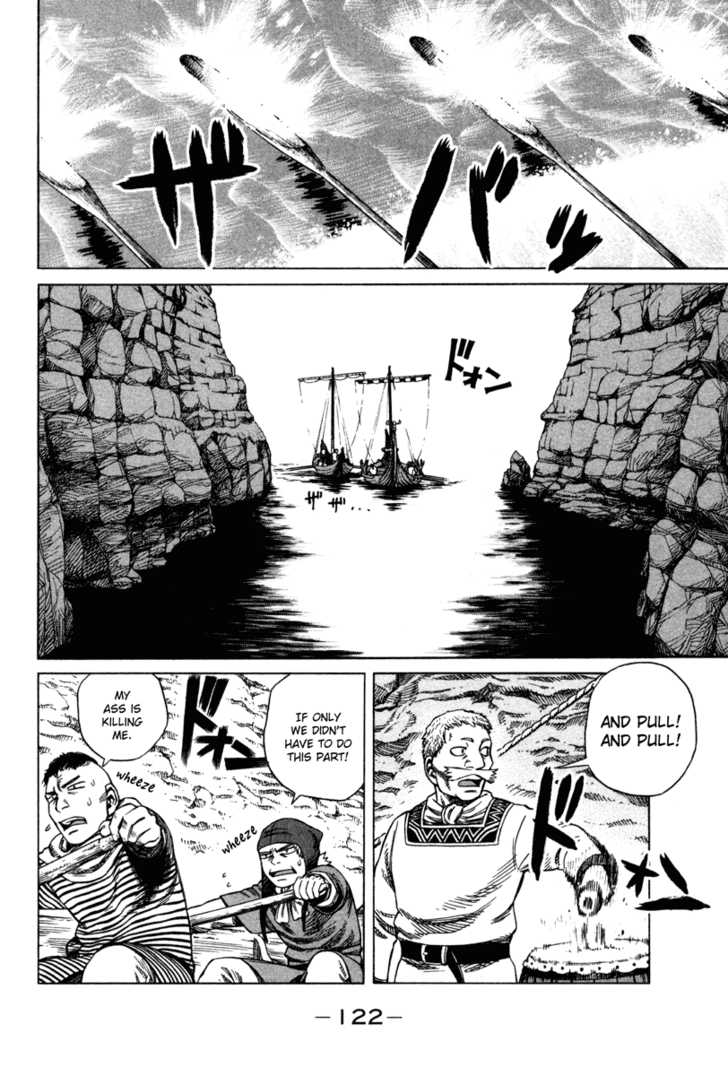 ザ
バッ
ドォン
ザ
ザ゙...
AND PULL!
AND PULL!
ドォン
IF ONLY
WE DIDN'T
HAVE TO DO
THIS PART!
ドォ
MY
ASS IS
KILLING
ME.
wheeze
wheeze
-122-